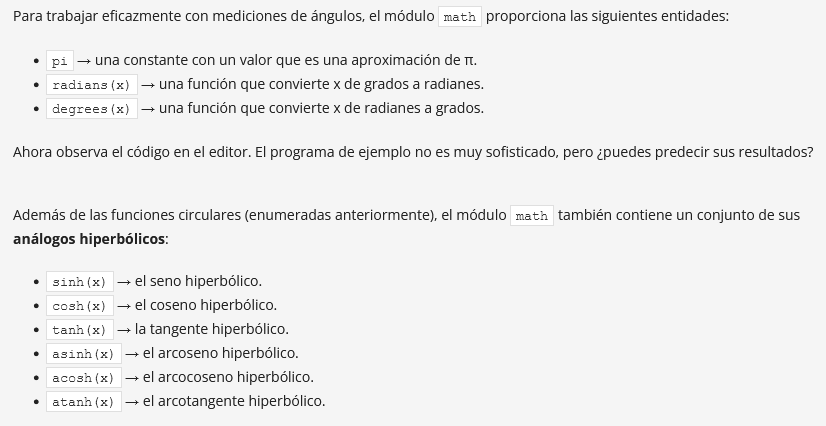 Para trabajar eficazmente con mediciones de ángulos, el módulo math proporciona las siguientes entidades:
• pi → una constante con un valor que es una aproximación de π.
• radians(x) → una función que convierte x de grados a radianes.
• degrees(x) → una función que convierte x de radianes a grados.
Ahora observa el código en el editor. El programa de ejemplo no es muy sofisticado, pero ¿puedes predecir sus resultados?
Además de las funciones circulares (enumeradas anteriormente), el módulo math también contiene un conjunto de sus
análogos hiperbólicos:
• sinh(x) → el seno hiperbólico.
• cosh(x) → el coseno hiperbólico.
• tanh(x) → la tangente hiperbólico.
• asinh(x) → el arcoseno hiperbólico.
• acosh(x) → el arcocoseno hiperbólico.
• atanh(x) → el arcotangente hiperbólico.